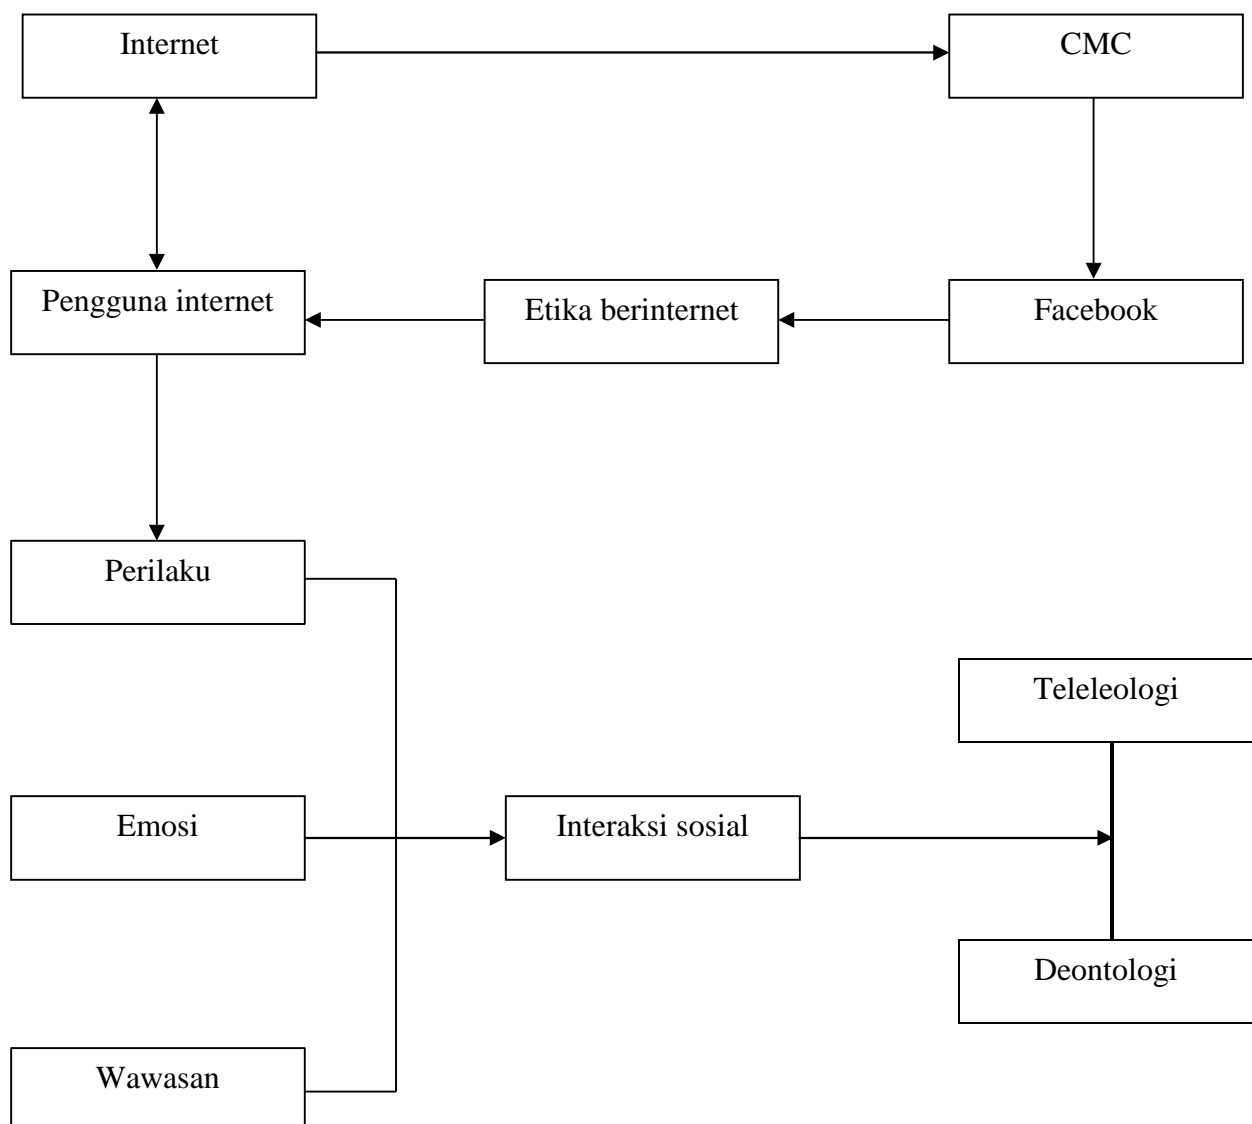 Internet
CMC
Pengguna internet
Etika berinternet
Facebook
Perilaku
Teleleologi
Emosi
Interaksi sosial
Deontologi
Wawasan